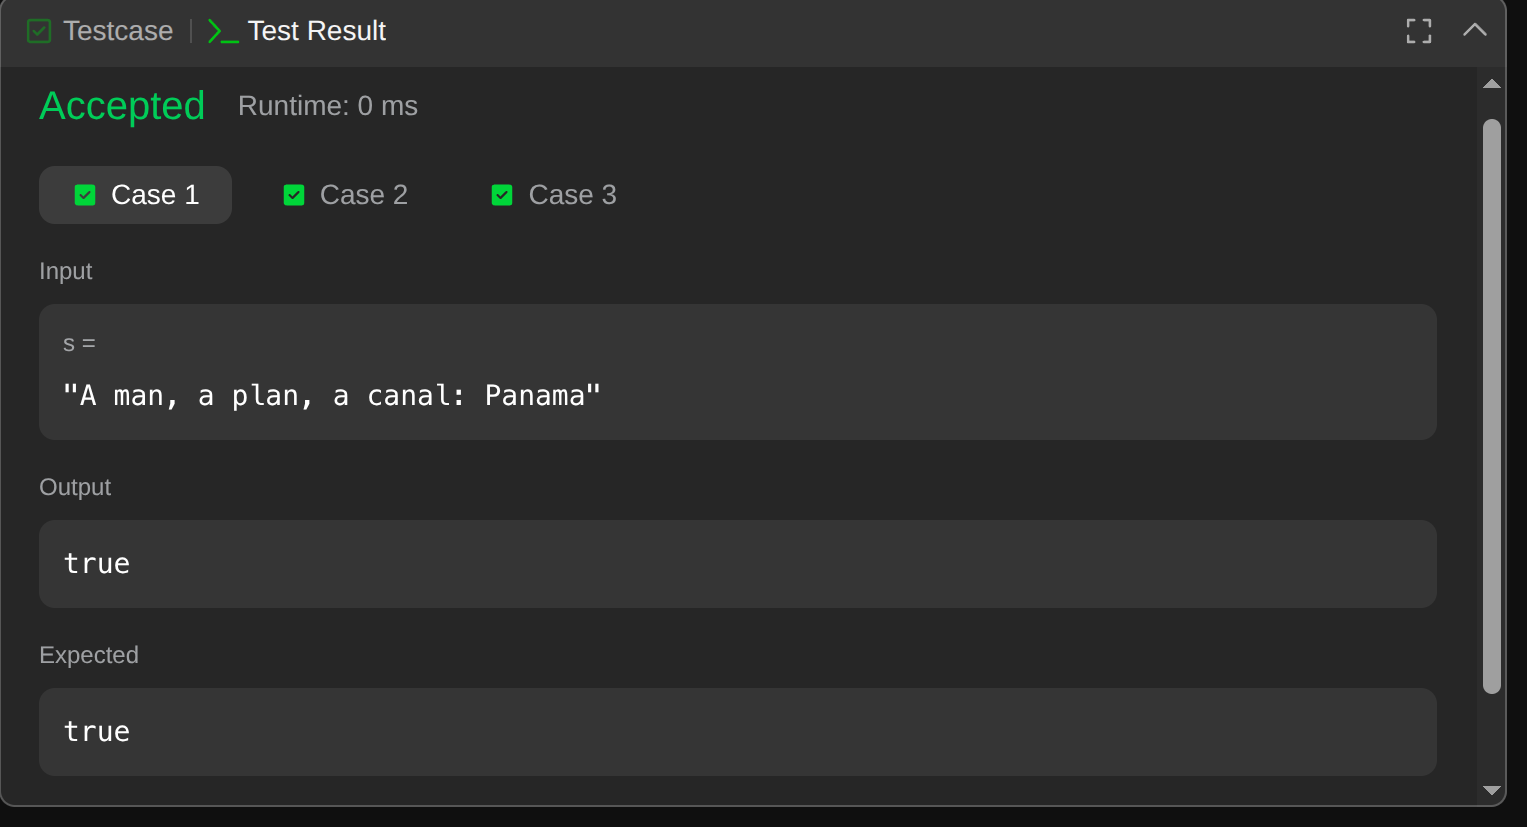 Testcase Test Result
Accepted Runtime: 0 ms
Case 1 Case 2 Case 3
Input
s =
"A man, a plan, a canal: Panama"
Output
true
Expected
true